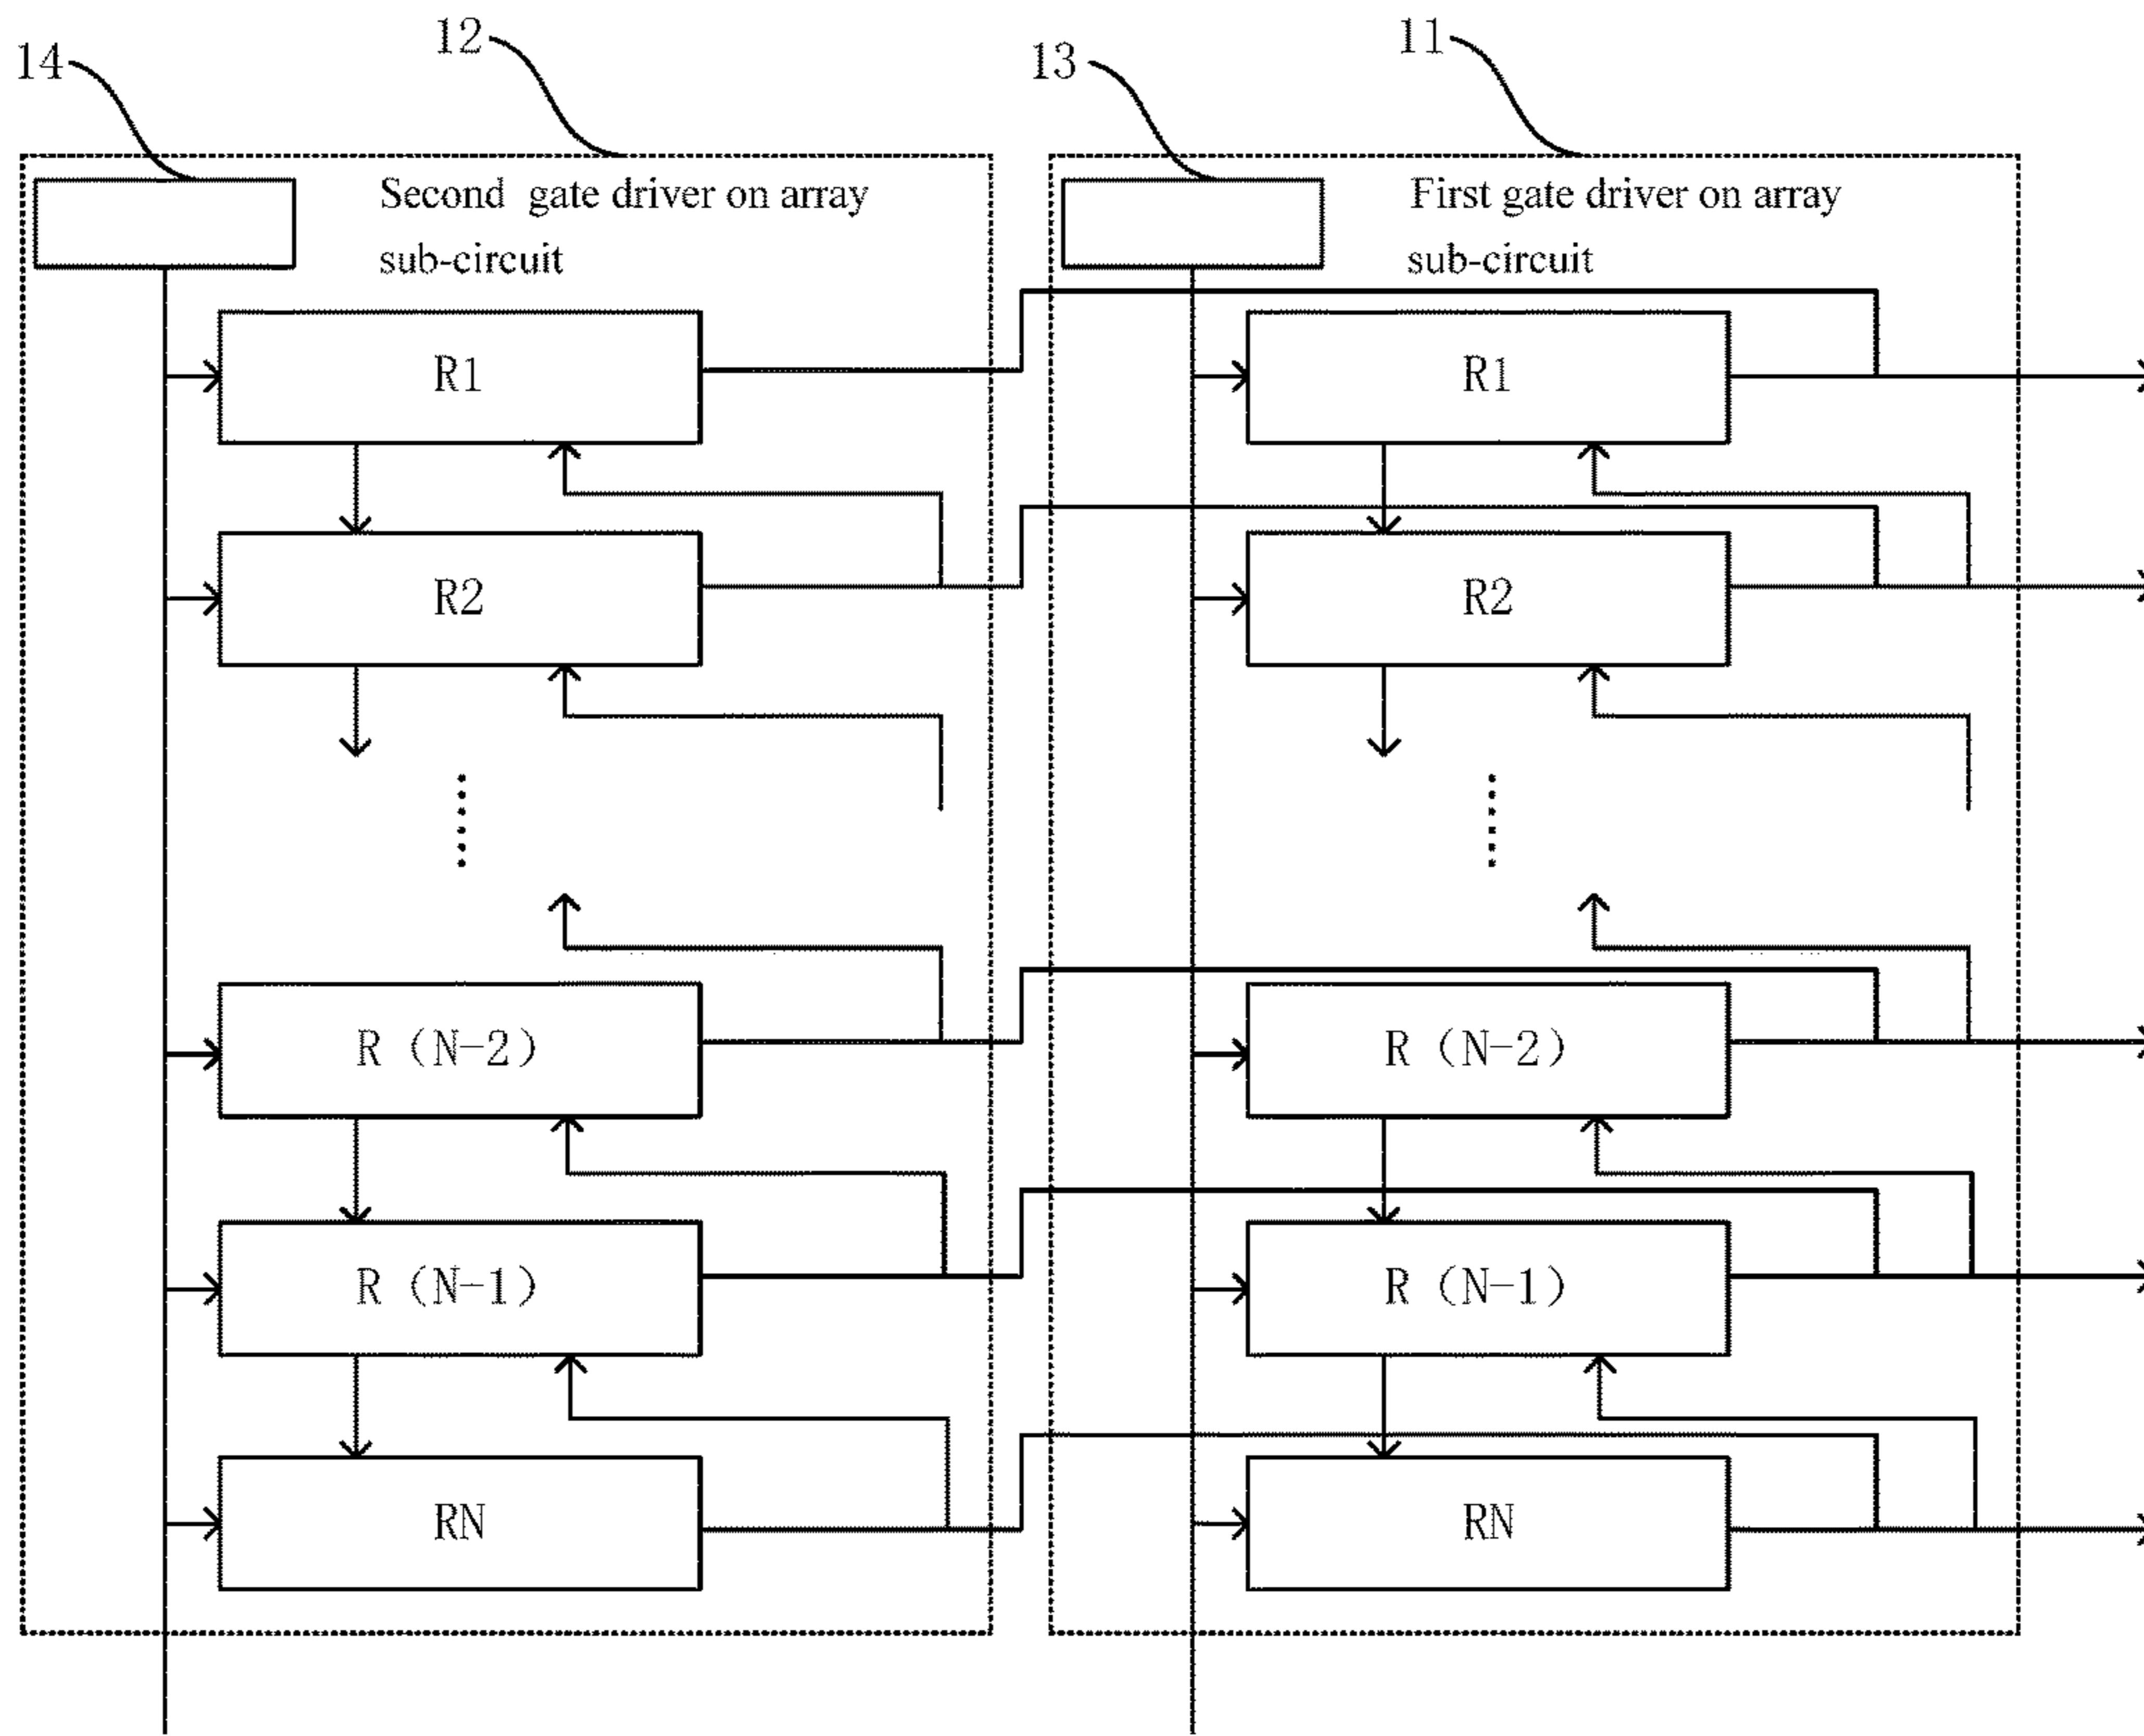 14
12
13
11
Second gate driver on array
sub-circuit
First gate driver on array
sub-circuit
R1
R1
R2
R2
R（N-2）
R（N-2）
R（N-1）
R（N-1）
RN
RN